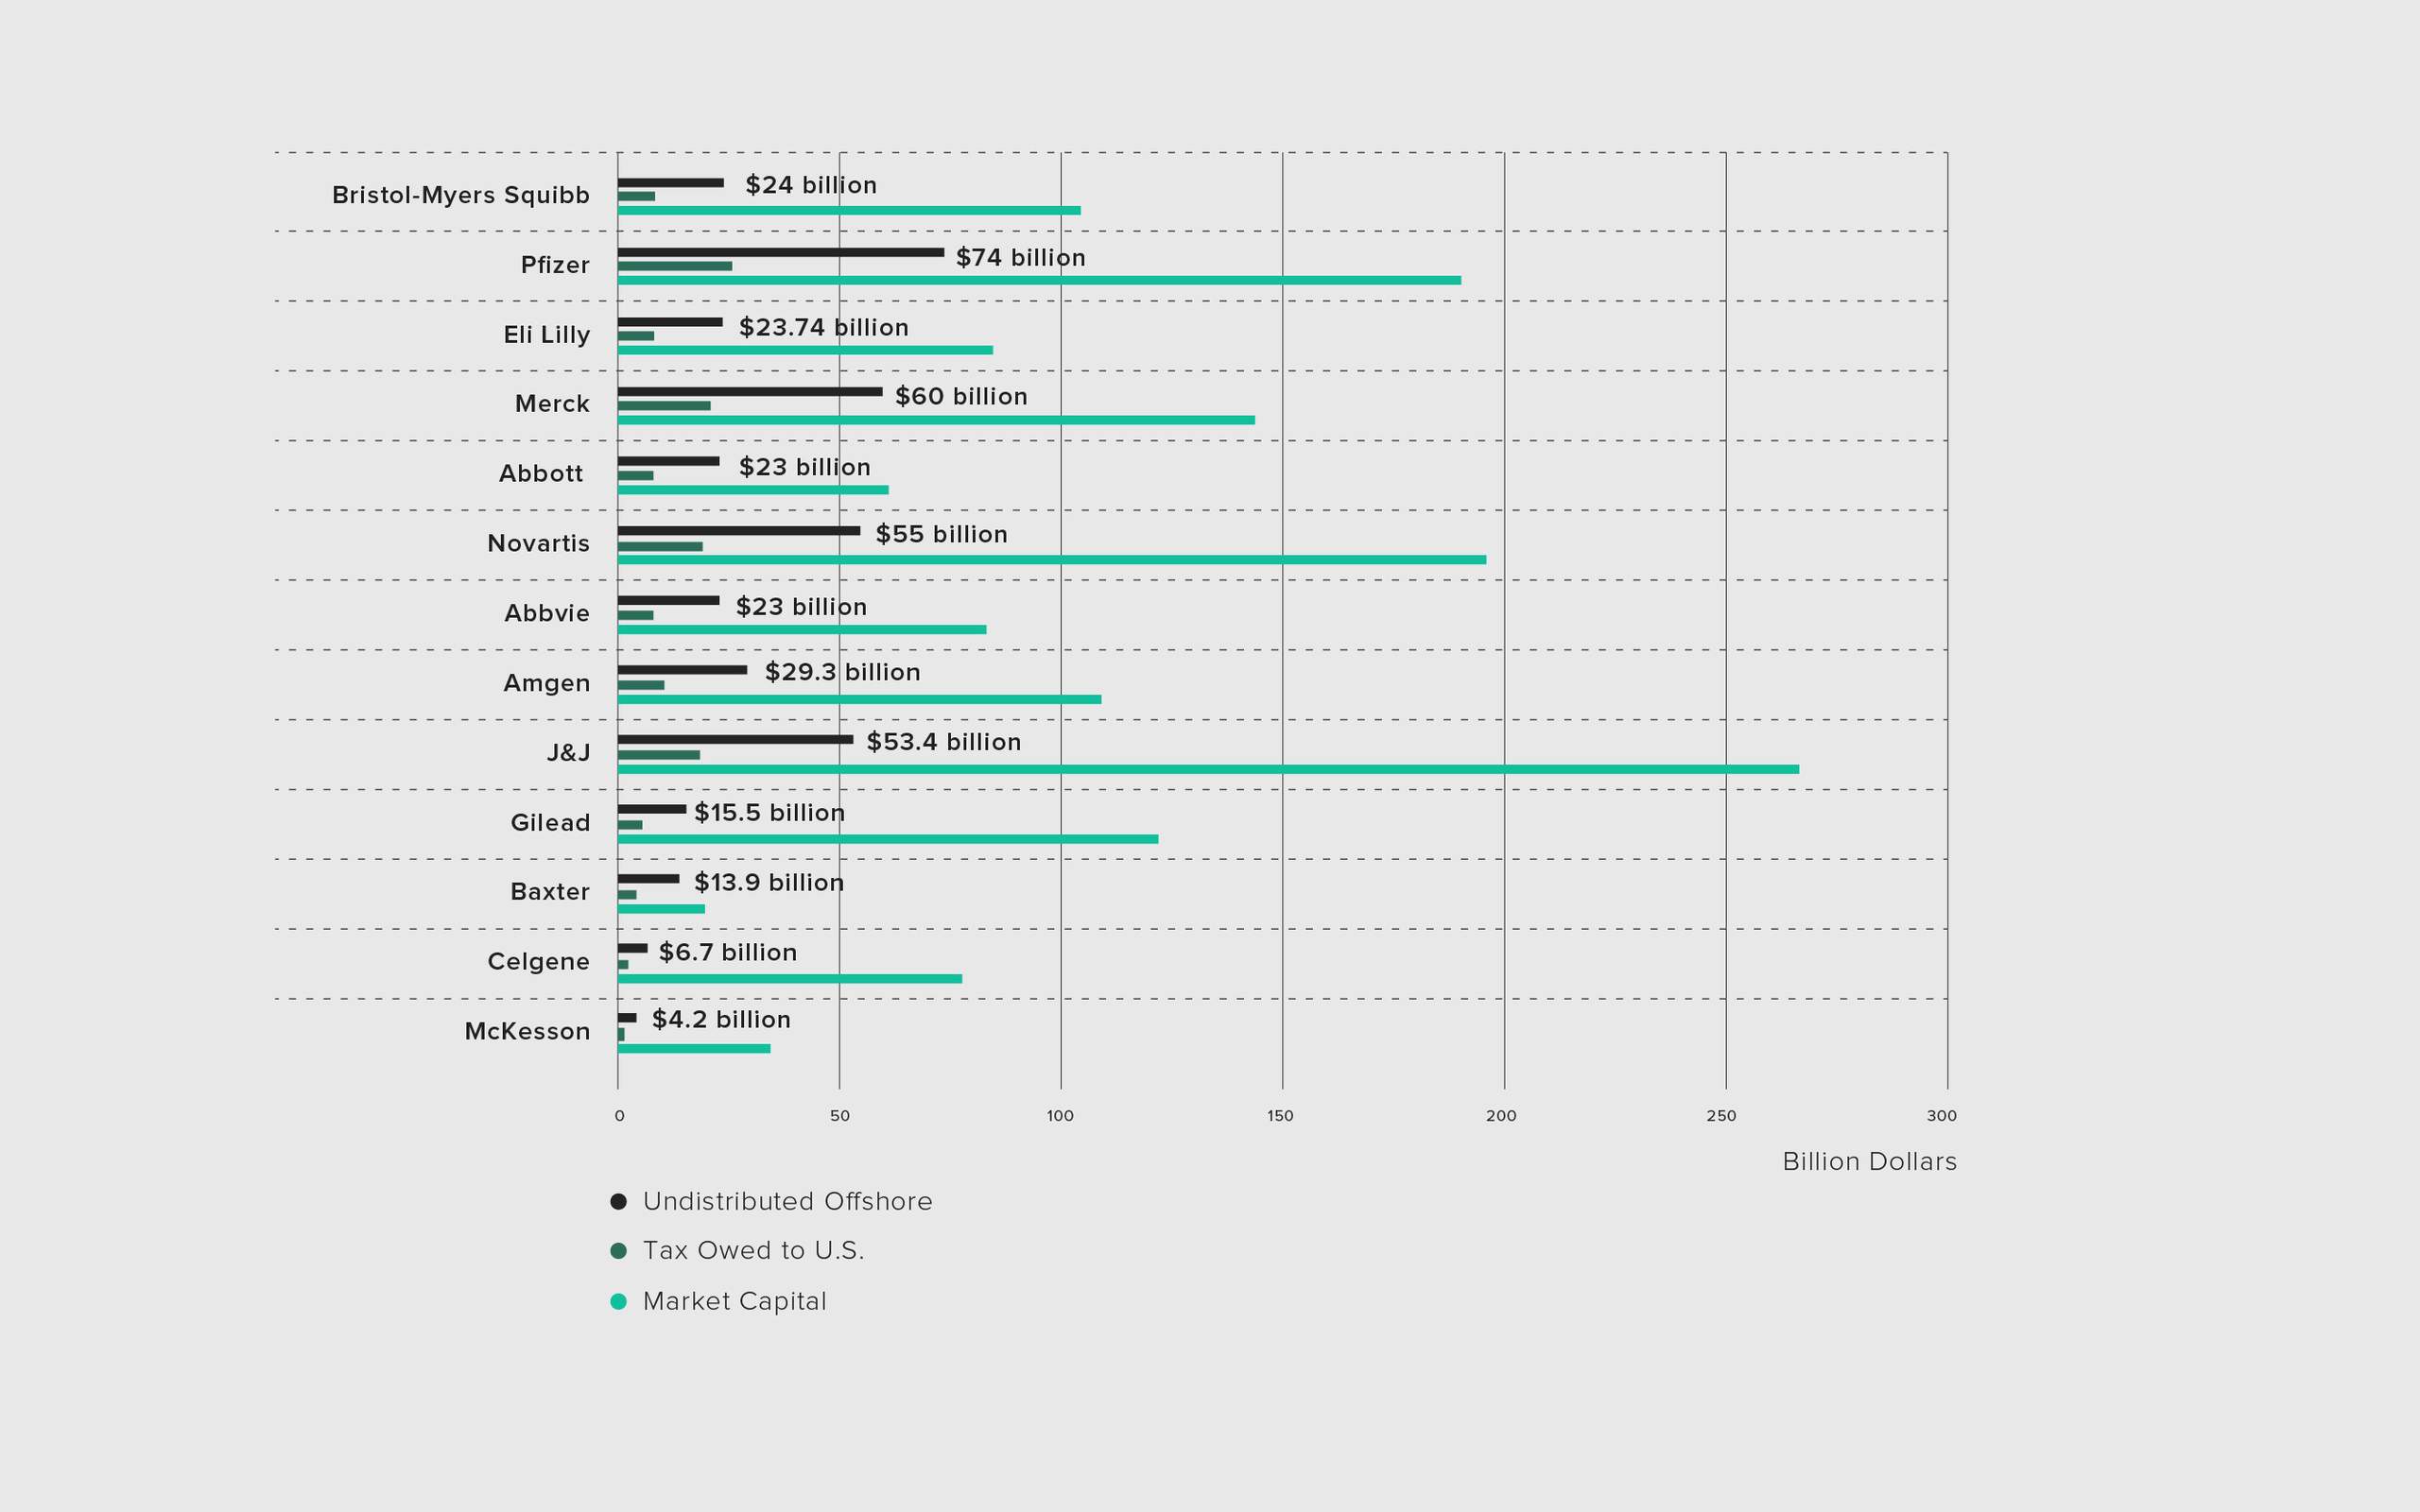 Bristol-Myers Squibb
$24 billion
Pfizer
$74 billion
Eli Lilly
$23.74 billion
Merck
$60 billion
Abbott
$23 billion
Novartis
$55 billion
Abbvie
$23 billion
Amgen
$29.3 billion
J&J
$53.4 billion
Gilead
$15.5 billion
Baxter
$13.9 billion
Celgene
$6.7 billion
McKesson
$4.2 billion
0 50 100 150 200 250 300
Billion Dollars
Undistributed Offshore
Tax Owed to U.S.
Market Capital